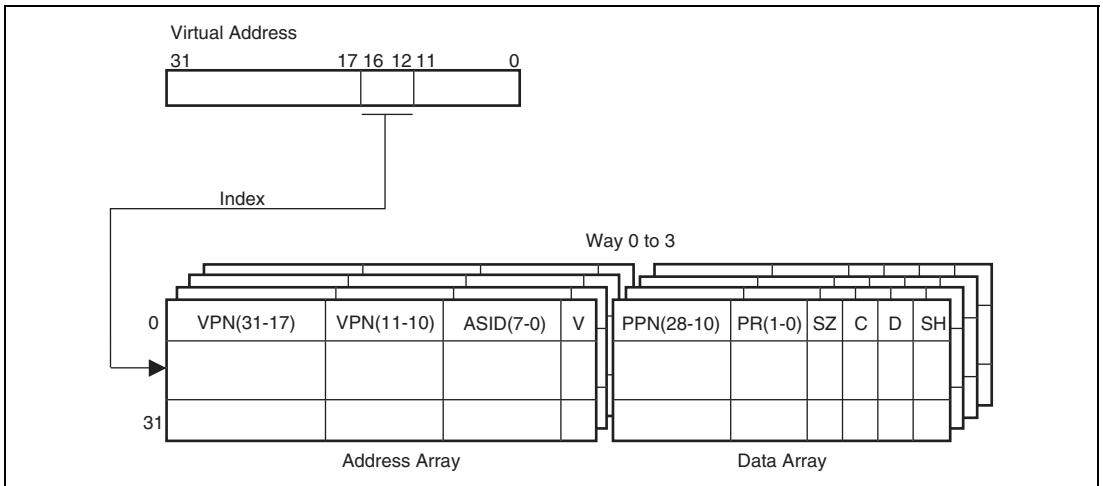 Virtual Address
31 17 16 12 11 0
Index
Way 0 to 3
0 VPN(31-17) VPN(11-10) ASID(7-0) V PPN(28-10) PR(1-0) SZ C D SH
31
Address Array Data Array